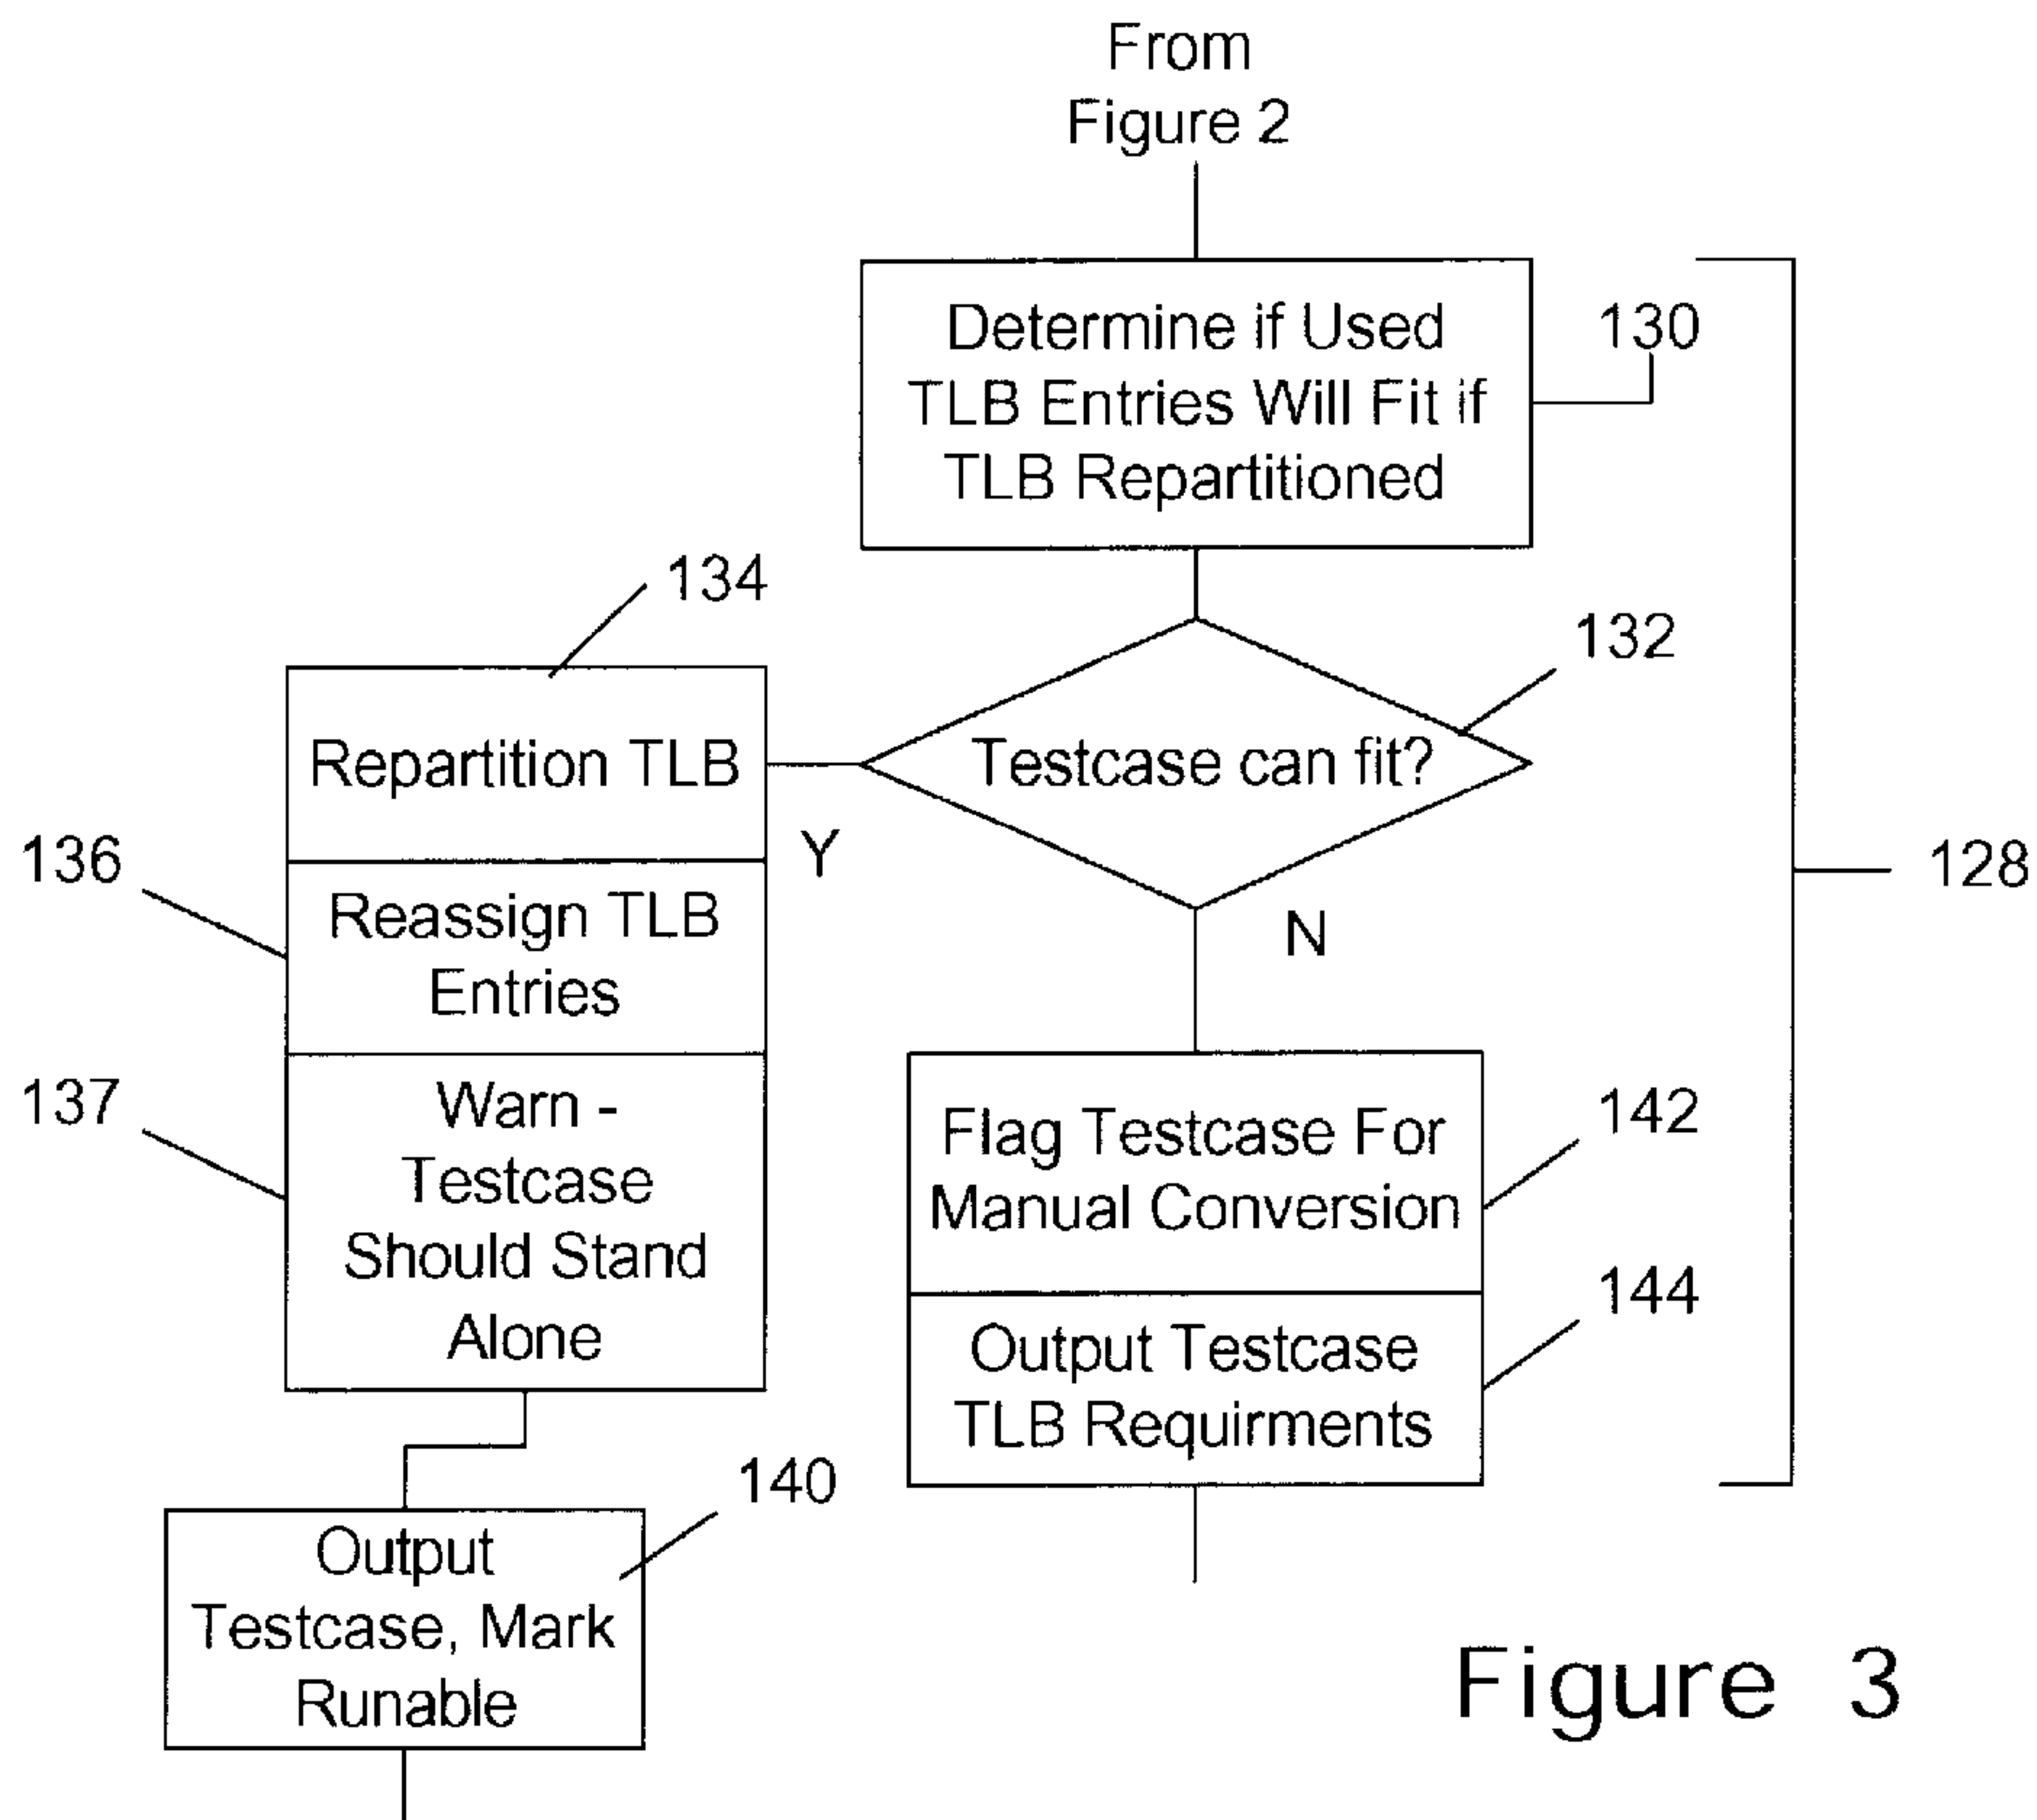 From
Figure 2
Determine if Used
TLB Entries Will Fit if
TLB Repartitioned
130
134
132
Repartition TLB
Testcase can fit?
Y
N
136
Reassign TLB
Entries
128
137
Warn -
Testcase
Should Stand
Alone
Flag Testcase For
Manual Conversion
142
144
Output Testcase
TLB Requirments
140
Output
Testcase, Mark
Runable
Figure 3